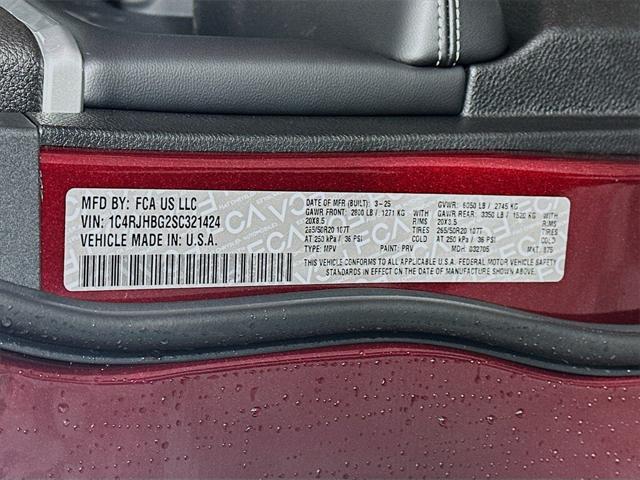 MFD BY: FCA US LLC
VIN: 1C4RJHBG2SC321424
VEHICLE MADE IN: U.S.A.
DATE OF MFR (BUILT): 3-25 GVWR: 6050 LB / 2745 KG
GAWR FRONT: 2800 LB / 1271 KG WITH GAWR REAR: 3350 LB / 1520 KG WITH
20X8.5 RIMS 20X8.5 RIMS
265/50R20 107T TIRES 265/50R20 107T TIRES
AT 250 kPa / 36 PSI COLD AT 250 kPa / 36 PSI COLD
TYPE: MPV PAINT: PRV MDH: 032705
THIS VEHICLE CONFORMS TO ALL APPLICABLE U.S.A. FEDERAL MOTOR VEHICLE SAFETY
STANDARDS IN EFFECT ON THE DATE OF MANUFACTURE SHOWN ABOVE.